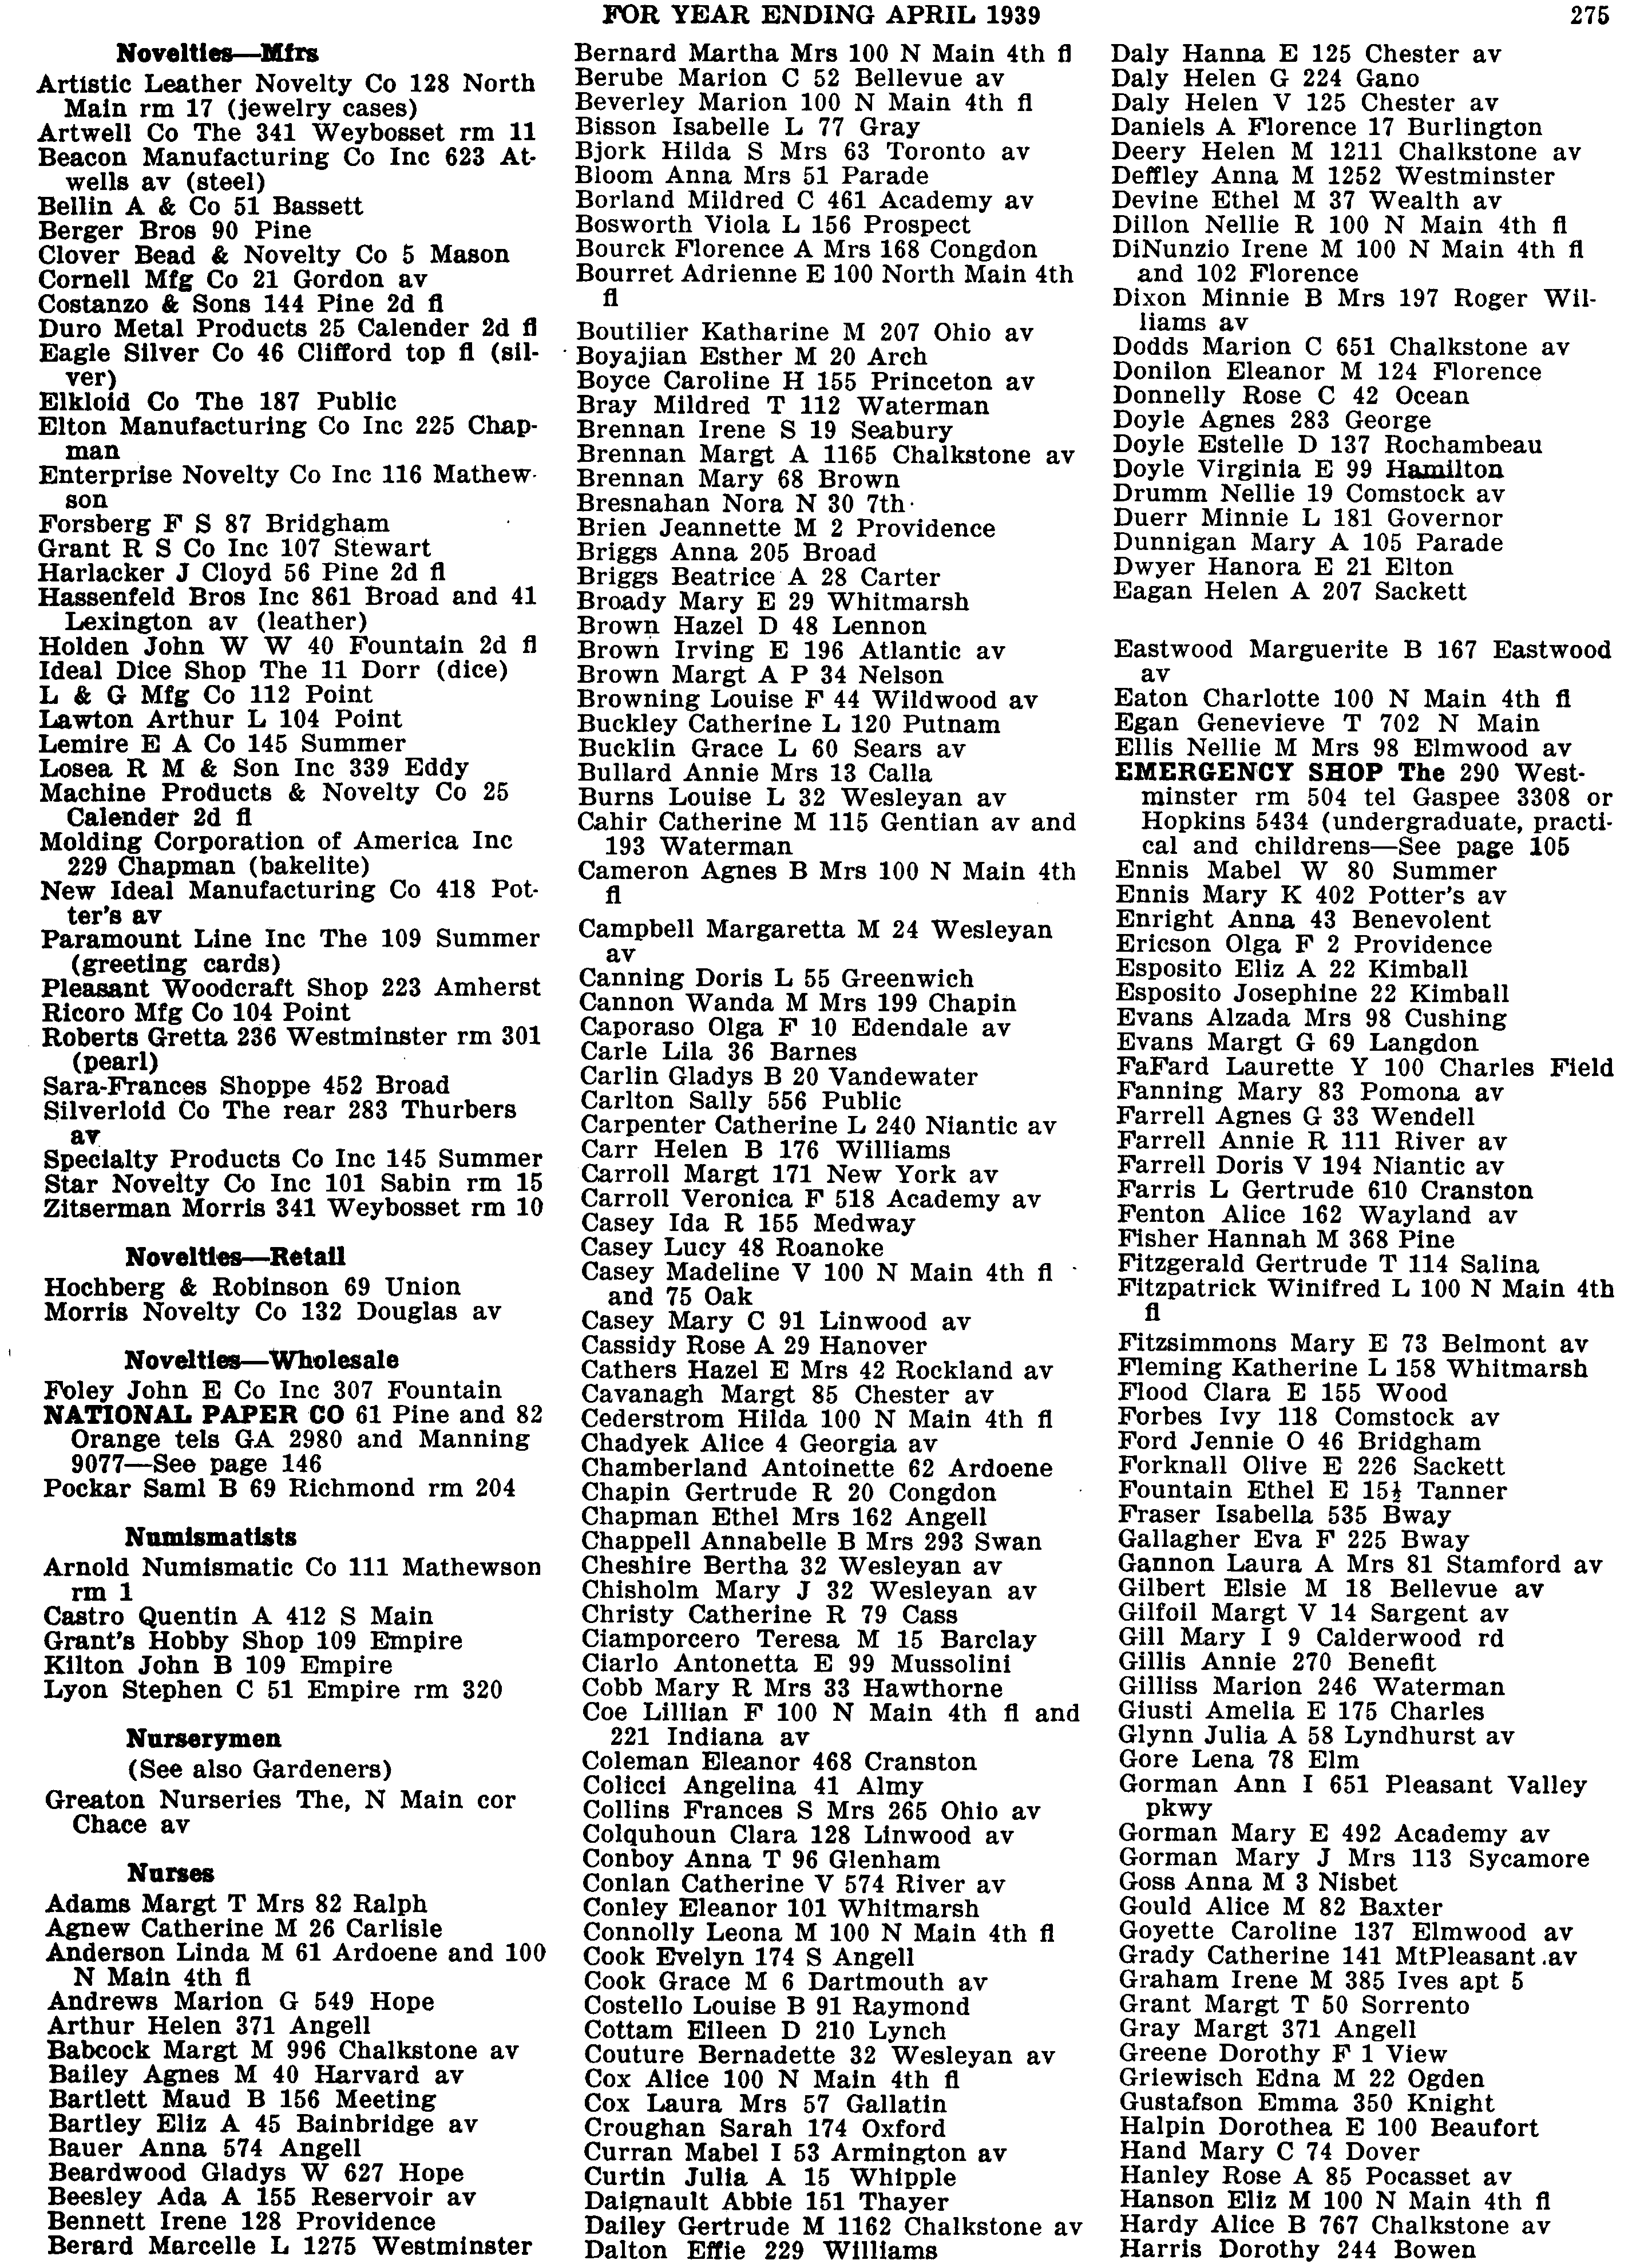 FOR YEAR ENDING APRIL 1939
275
Novelties—Mfrs
Artistic Leather Novelty Co 128 North
Main rm 17 (jewelry cases)
Artwell Co The 341 Weybosset rm 11
Beacon Manufacturing Co Inc 623 At-
wells av (steel)
Bellin A & Co 51 Bassett
Berger Bros 90 Pine
Clover Bead & Novelty Co 5 Mason
Cornell Mfg Co 21 Gordon av
Costanzo & Sons 144 Pine 2d fl
Duro Metal Products 25 Calender 2d fl
Eagle Silver Co 46 Clifford top fl (sil-
ver)
Elkloid Co The 187 Public
Elton Manufacturing Co Inc 225 Chap-
man
Enterprise Novelty Co Inc 116 Mathew-
son
Forsberg F S 87 Bridgham
Grant R S Co Inc 107 Stewart
Harlacker J Cloyd 56 Pine 2d fl
Hassenfeld Bros Inc 861 Broad and 41
Lexington av (leather)
Holden John W W 40 Fountain 2d fl
Ideal Dice Shop The 11 Dorr (dice)
L & G Mfg Co 112 Point
Lawton Arthur L 104 Point
Lemire E A Co 145 Summer
Losea R M & Son Inc 339 Eddy
Machine Products & Novelty Co 25
Calender 2d fl
Molding Corporation of America Inc
229 Chapman (bakelite)
New Ideal Manufacturing Co 418 Pot-
ter's av
Paramount Line Inc The 109 Summer
(greeting cards)
Pleasant Woodcraft Shop 223 Amherst
Ricoro Mfg Co 104 Point
Roberts Gretta 236 Westminster rm 301
(pearl)
Sara-Frances Shoppe 452 Broad
Silverloid Co The rear 283 Thurbers
av
Specialty Products Co Inc 145 Summer
Star Novelty Co Inc 101 Sabin rm 15
Zitserman Morris 341 Weybosset rm 10
Novelties—Retail
Hochberg & Robinson 69 Union
Morris Novelty Co 132 Douglas av
Novelties—Wholesale
Foley John E Co Inc 307 Fountain
NATIONAL PAPER CO 61 Pine and 82
Orange tels GA 2980 and Manning
9077—See page 146
Pockar Saml B 69 Richmond rm 204
Numismatists
Arnold Numismatic Co 111 Mathewson
rm 1
Castro Quentin A 412 S Main
Grant's Hobby Shop 109 Empire
Kilton John B 109 Empire
Lyon Stephen C 51 Empire rm 320
Nurserymen
(See also Gardeners)
Greaton Nurseries The, N Main cor
Chace av
Nurses
Adams Margt T Mrs 82 Ralph
Agnew Catherine M 26 Carlisle
Anderson Linda M 61 Ardoene and 100
N Main 4th fl
Andrews Marion G 549 Hope
Arthur Helen 371 Angell
Babcock Margt M 996 Chalkstone av
Bailey Agnes M 40 Harvard av
Bartlett Maud B 156 Meeting
Bartley Eliz A 45 Bainbridge av
Bauer Anna 574 Angell
Beardwood Gladys W 627 Hope
Beesley Ada A 155 Reservoir av
Bennett Irene 128 Providence
Berard Marcelle L 1275 Westminster
Bernard Martha Mrs 100 N Main 4th fl
Berube Marion C 52 Bellevue av
Beverley Marion 100 N Main 4th fl
Bisson Isabelle L 77 Gray
Bjork Hilda S Mrs 63 Toronto av
Bloom Anna Mrs 51 Parade
Borland Mildred C 461 Academy av
Bosworth Viola L 156 Prospect
Bourck Florence A Mrs 168 Congdon
Bourret Adrienne E 100 North Main 4th
fl
Boutilier Katharine M 207 Ohio av
Boyajian Esther M 20 Arch
Boyce Caroline H 155 Princeton av
Bray Mildred T 112 Waterman
Brennan Irene S 19 Seabury
Brennan Margt A 1165 Chalkstone av
Brennan Mary 68 Brown
Bresnahan Nora N 30 7th
Brien Jeannette M 2 Providence
Briggs Anna 205 Broad
Briggs Beatrice A 28 Carter
Broady Mary E 29 Whitmarsh
Brown Hazel D 48 Lennon
Brown Irving E 196 Atlantic av
Brown Margt A P 34 Nelson
Browning Louise F 44 Wildwood av
Buckley Catherine L 120 Putnam
Bucklin Grace L 60 Sears av
Bullard Annie Mrs 13 Calla
Burns Louise L 32 Wesleyan av
Cahir Catherine M 115 Gentian av and
193 Waterman
Cameron Agnes B Mrs 100 N Main 4th
fl
Campbell Margaretta M 24 Wesleyan
av
Canning Doris L 55 Greenwich
Cannon Wanda M Mrs 199 Chapin
Caporaso Olga F 10 Edendale av
Carle Lila 36 Barnes
Carlin Gladys B 20 Vandewater
Carlton Sally 556 Public
Carpenter Catherine L 240 Niantic av
Carr Helen B 176 Williams
Carroll Margt 171 New York av
Carroll Veronica F 518 Academy av
Casey Ida R 155 Medway
Casey Lucy 48 Roanoke
Casey Madeline V 100 N Main 4th fl
and 75 Oak
Casey Mary C 91 Linwood av
Cassidy Rose A 29 Hanover
Cathers Hazel E Mrs 42 Rockland av
Cavanagh Margt 85 Chester av
Cederstrom Hilda 100 N Main 4th fl
Chadyek Alice 4 Georgia av
Chamberland Antoinette 62 Ardoene
Chapin Gertrude R 20 Congdon
Chapman Ethel Mrs 162 Angell
Chappell Annabelle B Mrs 293 Swan
Cheshire Bertha 32 Wesleyan av
Chisholm Mary J 32 Wesleyan av
Christy Catherine R 79 Cass
Ciamporcero Teresa M 15 Barclay
Ciarlo Antonetta E 99 Mussolini
Cobb Mary R Mrs 33 Hawthorne
Coe Lillian F 100 N Main 4th fl and
221 Indiana av
Coleman Eleanor 468 Cranston
Colicci Angelina 41 Almy
Collins Frances S Mrs 265 Ohio av
Colquhoun Clara 128 Linwood av
Conboy Anna T 96 Glenham
Conlan Catherine V 574 River av
Conley Eleanor 101 Whitmarsh
Connolly Leona M 100 N Main 4th fl
Cook Evelyn 174 S Angell
Cook Grace M 6 Dartmouth av
Costello Louise B 91 Raymond
Cottam Eileen D 210 Lynch
Couture Bernadette 32 Wesleyan av
Cox Alice 100 N Main 4th fl
Cox Laura Mrs 57 Gallatin
Croughan Sarah 174 Oxford
Curran Mabel I 53 Armington av
Curtin Julia A 15 Whipple
Daignault Abbie 151 Thayer
Dailey Gertrude M 1162 Chalkstone av
Dalton Effie 229 Williams
Daly Hanna E 125 Chester av
Daly Helen G 224 Gano
Daly Helen V 125 Chester av
Daniels A Florence 17 Burlington
Deery Helen M 1211 Chalkstone av
Deffley Anna M 1252 Westminster
Devine Ethel M 37 Wealth av
Dillon Nellie R 100 N Main 4th fl
DiNunzio Irene M 100 N Main 4th fl
and 102 Florence
Dixon Minnie B Mrs 197 Roger Wil-
liams av
Dodds Marion C 651 Chalkstone av
Donilon Eleanor M 124 Florence
Donnelly Rose C 42 Ocean
Doyle Agnes 283 George
Doyle Estelle D 137 Rochambeau
Doyle Virginia E 99 Hamilton
Drumm Nellie 19 Comstock av
Duerr Minnie L 181 Governor
Dunnigan Mary A 105 Parade
Dwyer Hanora E 21 Elton
Eagan Helen A 207 Sackett
Eastwood Marguerite B 167 Eastwood
av
Eaton Charlotte 100 N Main 4th fl
Egan Genevieve T 702 N Main
Ellis Nellie M Mrs 98 Elmwood av
EMERGENCY SHOP The 290 West-
minster rm 504 tel Gaspee 3308 or
Hopkins 5434 (undergraduate, practi-
cal and childrens—See page 105
Ennis Mabel W 80 Summer
Ennis Mary K 402 Potter's av
Enright Anna 43 Benevolent
Ericson Olga F 2 Providence
Esposito Eliz A 22 Kimball
Esposito Josephine 22 Kimball
Evans Alzada Mrs 98 Cushing
Evans Margt G 69 Langdon
FaFard Laurette Y 100 Charles Field
Fanning Mary 83 Pomona av
Farrell Agnes G 33 Wendell
Farrell Annie R 111 River av
Farrell Doris V 194 Niantic av
Farris L Gertrude 610 Cranston
Fenton Alice 162 Wayland av
Fisher Hannah M 368 Pine
Fitzgerald Gertrude T 114 Salina
Fitzpatrick Winifred L 100 N Main 4th
fl
Fitzsimmons Mary E 73 Belmont av
Fleming Katherine L 158 Whitmarsh
Flood Clara E 155 Wood
Forbes Ivy 118 Comstock av
Ford Jennie O 46 Bridgham
Forknall Olive E 226 Sackett
Fountain Ethel E 15½ Tanner
Fraser Isabella 535 Bway
Gallagher Eva F 225 Bway
Gannon Laura A Mrs 81 Stamford av
Gilbert Elsie M 18 Bellevue av
Gilfoil Margt V 14 Sargent av
Gill Mary I 9 Calderwood rd
Gillis Annie 270 Benefit
Gilliss Marion 246 Waterman
Giusti Amelia E 175 Charles
Glynn Julia A 58 Lyndhurst av
Gore Lena 78 Elm
Gorman Ann I 651 Pleasant Valley
pkwy
Gorman Mary E 492 Academy av
Gorman Mary J Mrs 113 Sycamore
Goss Anna M 3 Nisbet
Gould Alice M 82 Baxter
Goyette Caroline 137 Elmwood av
Grady Catherine 141 MtPleasant av
Graham Irene M 385 Ives apt 5
Grant Margt T 50 Sorrento
Gray Margt 371 Angell
Greene Dorothy F 1 View
Griewisch Edna M 22 Ogden
Gustafson Emma 350 Knight
Halpin Dorothea E 100 Beaufort
Hand Mary C 74 Dover
Hanley Rose A 85 Pocasset av
Hanson Eliz M 100 N Main 4th fl
Hardy Alice B 767 Chalkstone av
Harris Dorothy 244 Bowen